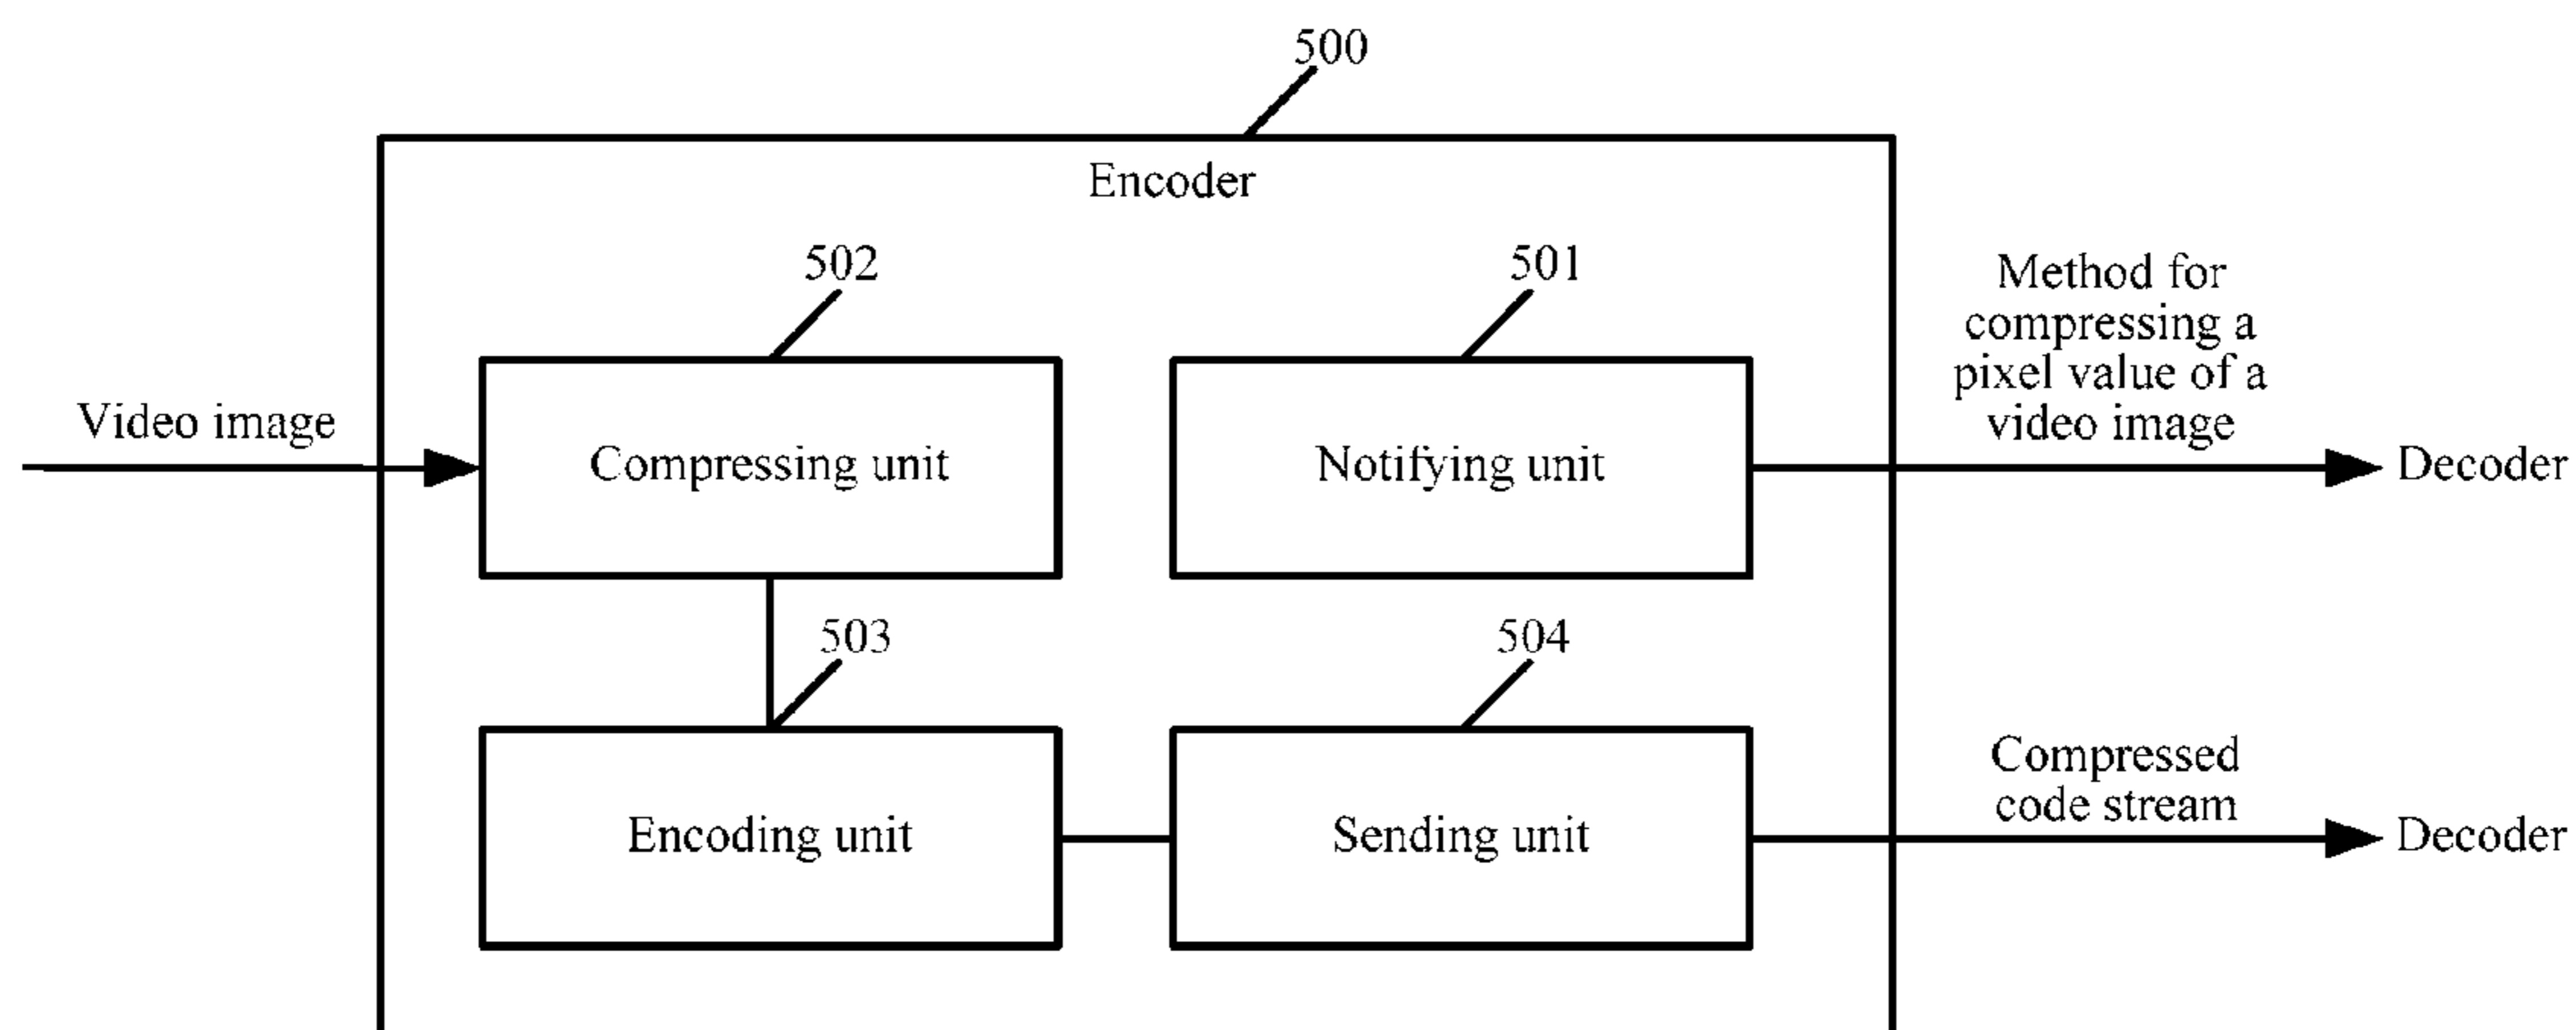 500
Encoder
502
501
Method for
compressing a
pixel value of a
video image
Video image
Compressing unit
Notifying unit
Decoder
503
504
Compressed
code stream
Encoding unit
Sending unit
Decoder